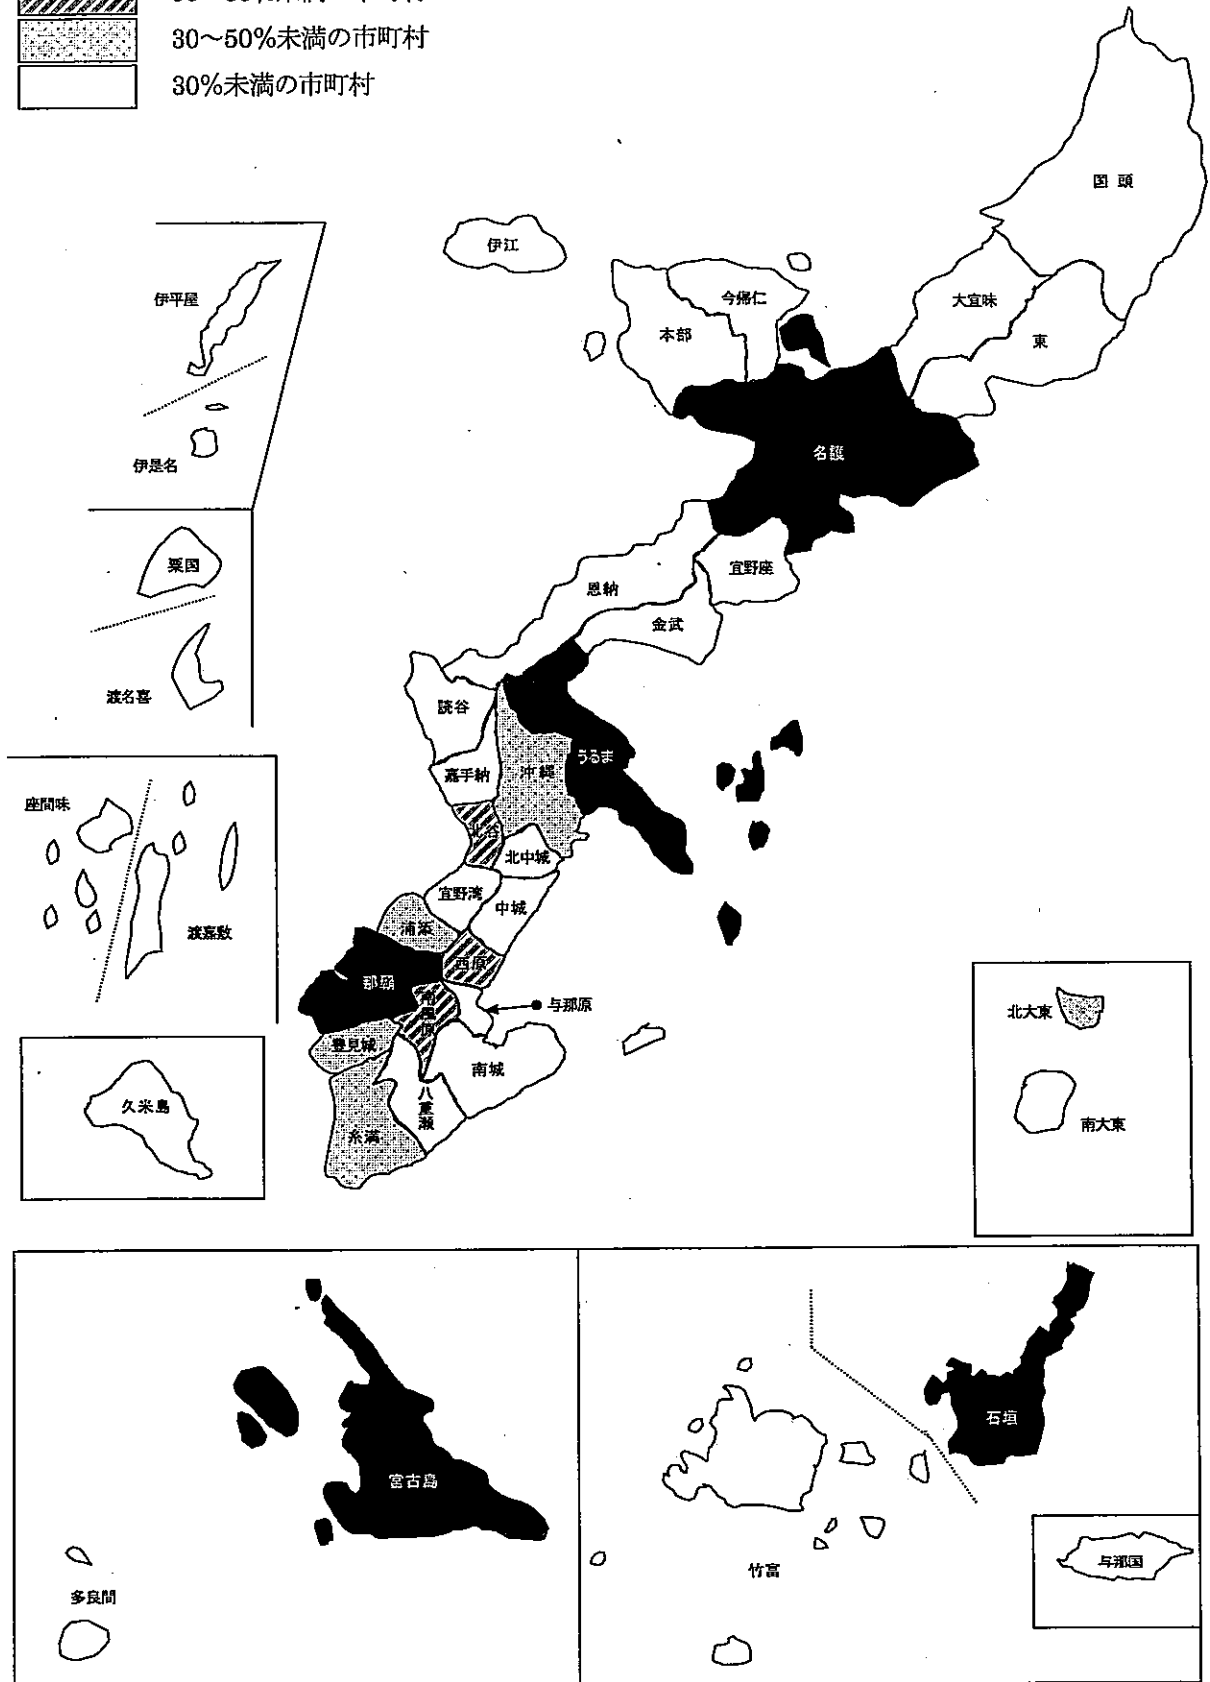 30～50%未満の市町村
30%未満の市町村
国頭
伊江
伊平屋
今帰仁
大宜味
本部
東
名護
伊是名
粟国
宜野座
恩納
金武
渡名喜
読谷
うるま
嘉手納
沖縄
座間味
北谷
北中城
宜野湾
中城
浦添
渡嘉敷
西原
那覇
南風原
与那原
北大東
豊見城
南城
八重瀬
久米島
南大東
糸満
石垣
宮古島
与那国
竹富
多良間